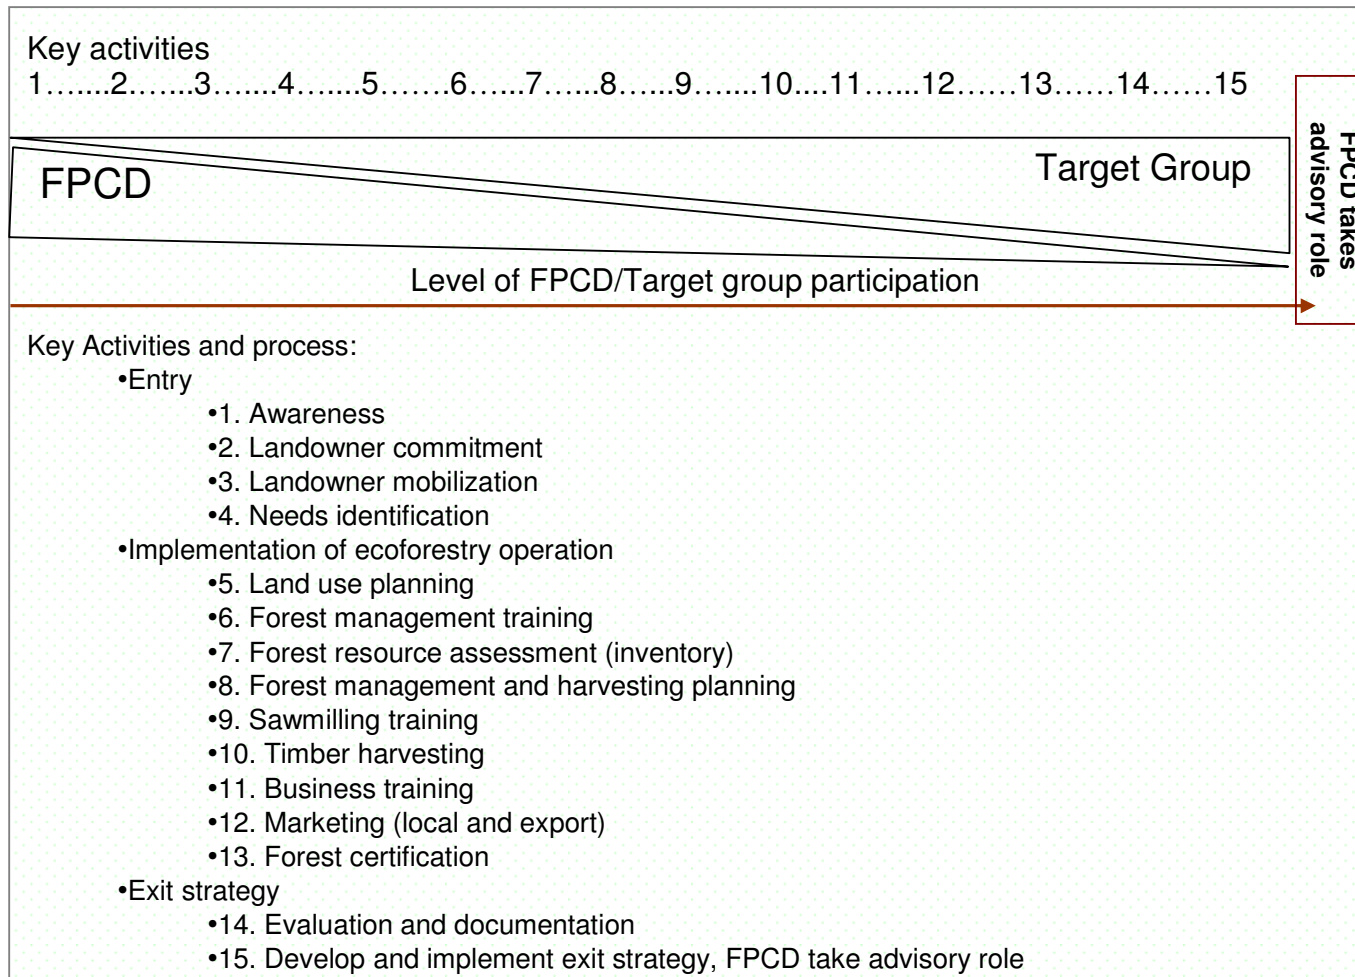 Key activities
1…....2…....3…....4…....5…….6…...7…...8…...9…....10....11…...12……13……14……15
FPCD
Target Group
Level of FPCD/Target group participation
FPCD takes
advisory role
Key Activities and process:
•Entry
•1. Awareness
•2. Landowner commitment
•3. Landowner mobilization
•4. Needs identification
•Implementation of ecoforestry operation
•5. Land use planning
•6. Forest management training
•7. Forest resource assessment (inventory)
•8. Forest management and harvesting planning
•9. Sawmilling training
•10. Timber harvesting
•11. Business training
•12. Marketing (local and export)
•13. Forest certification
•Exit strategy
•14. Evaluation and documentation
•15. Develop and implement exit strategy, FPCD take advisory role